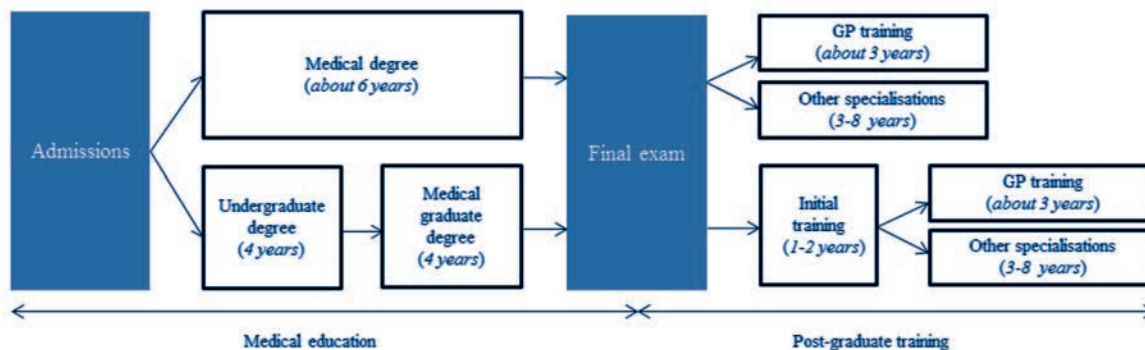 Admissions
Medical degree
(about 6 years)
Undergraduate
degree
(4 years)
Medical
graduate
degree
(4 years)
Final exam
GP training
(about 3 years)
Other specialisations
(3-8 years)
Initial
training
(1-2 years)
GP training
(about 3 years)
Other specialisations
(3-8 years)
Medical education
Post-graduate training